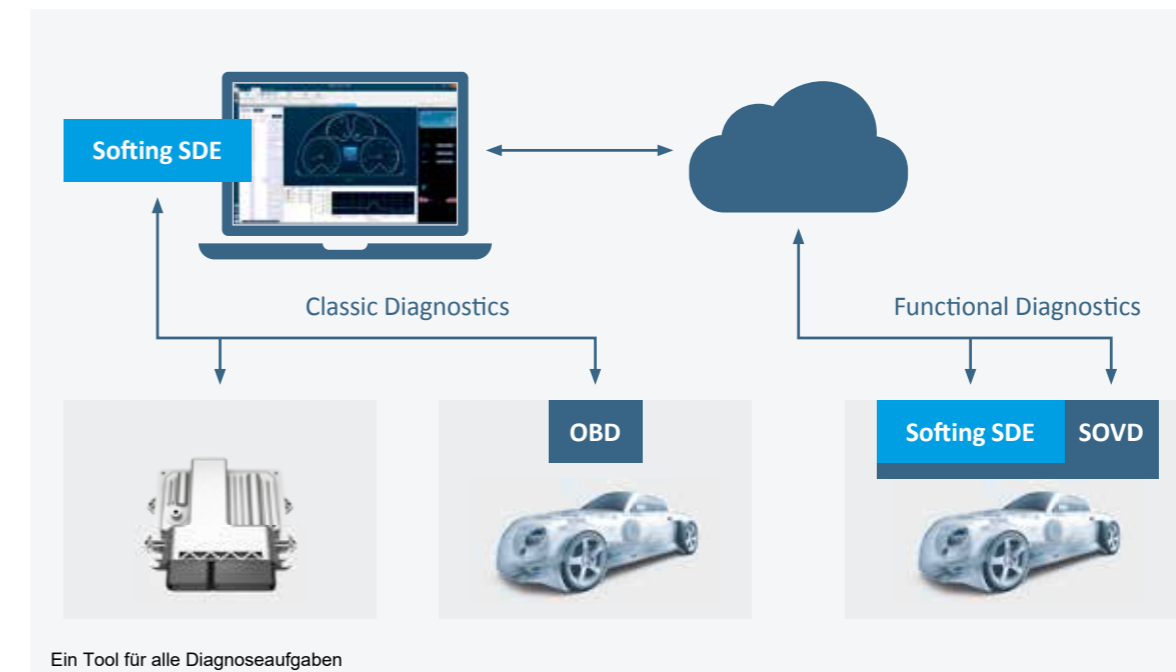 Softing SDE
Classic Diagnostics
Functional Diagnostics
OBD
Softing SDE
SOVD
Ein Tool für alle Diagnoseaufgaben